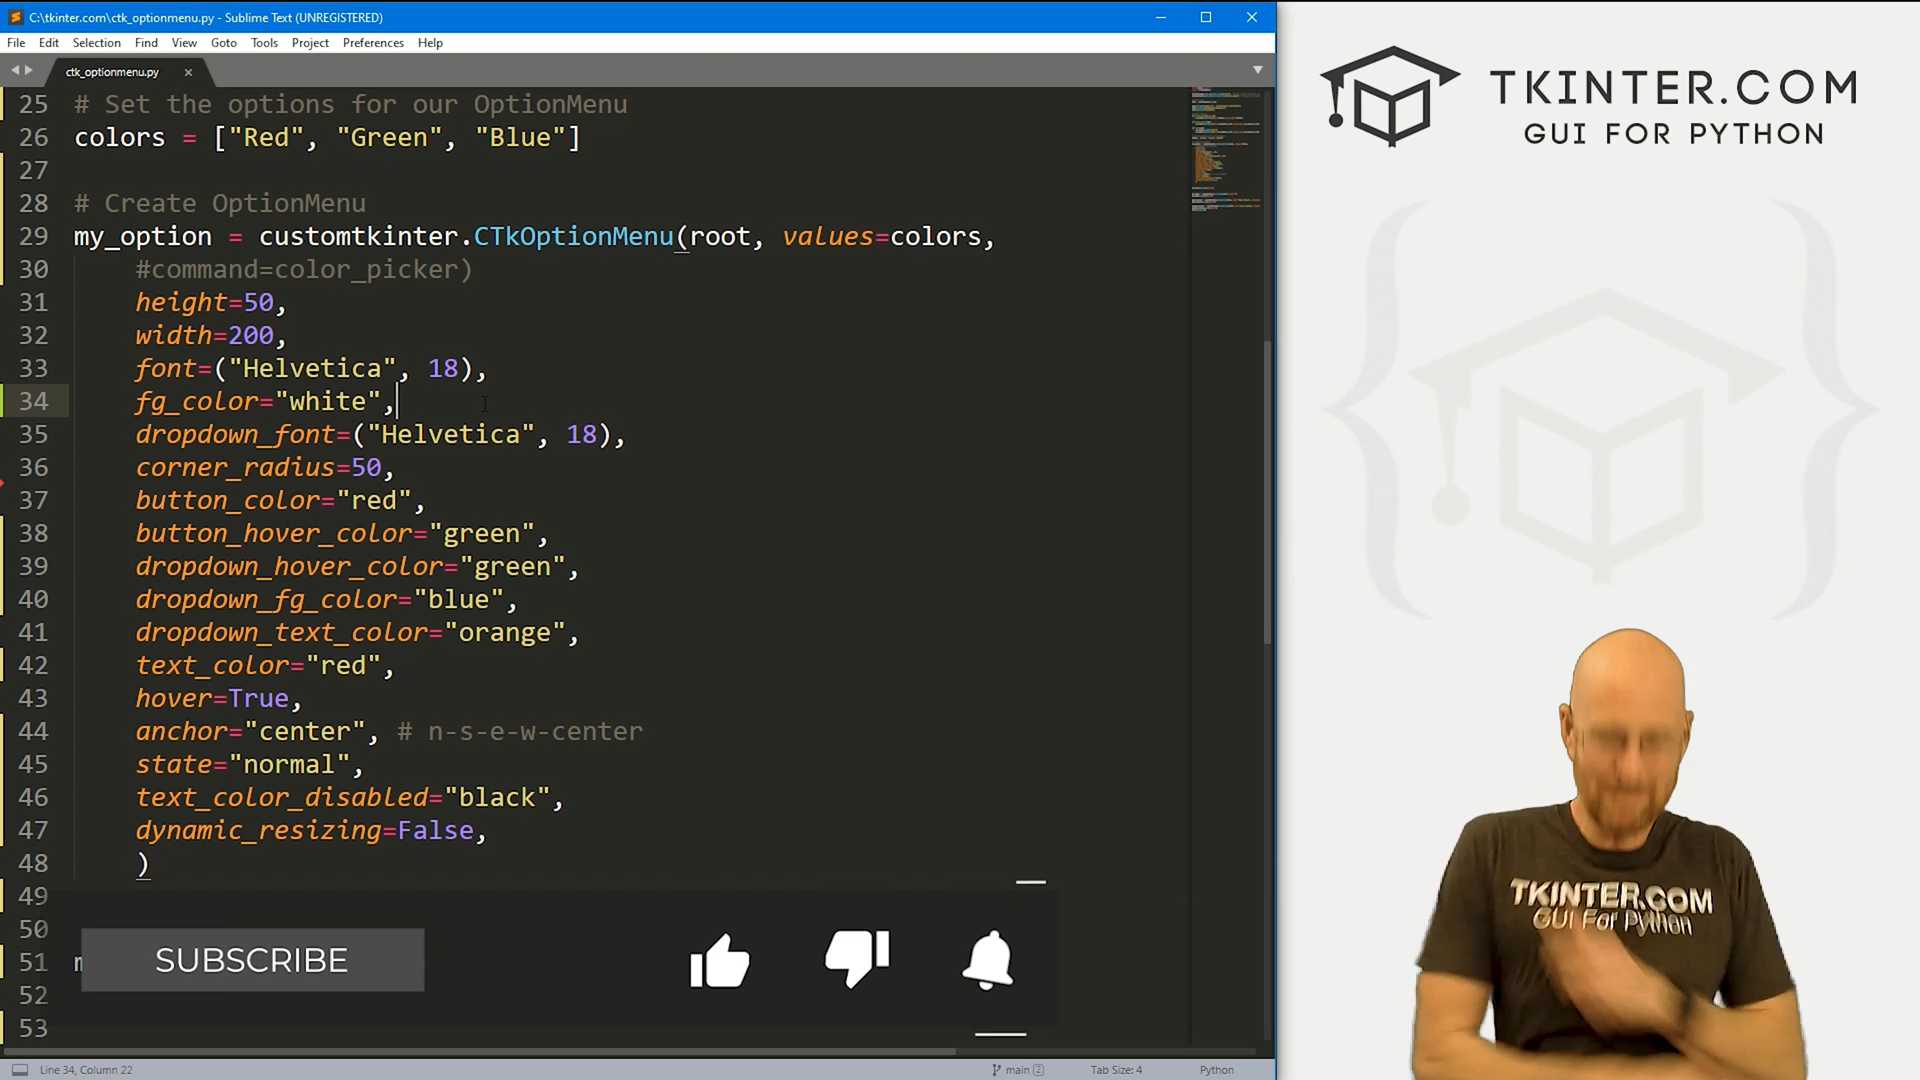 C:\tkinter.com\ctk_optionmenu.py - Sublime Text (UNREGISTERED)
File Edit Selection Find View Goto Tools Project Preferences Help
ctk_optionmenu.py
25 # Set the options for our OptionMenu
26 colors = ["Red", "Green", "Blue"]
27
28 # Create OptionMenu
29 my_option = customtkinter.CTkOptionMenu(root, values=colors,
30 #command=color_picker)
31 height=50,
32 width=200,
33 font=("Helvetica", 18),
34 fg_color="white",
35 dropdown_font=("Helvetica", 18),
36 corner_radius=50,
37 button_color="red",
38 button_hover_color="green",
39 dropdown_hover_color="green",
40 dropdown_fg_color="blue",
41 dropdown_text_color="orange",
42 text_color="red",
43 hover=True,
44 anchor="center", # n-s-e-w-center
45 state="normal",
46 text_color_disabled="black",
47 dynamic_resizing=False,
48 )
49
50
51
52
53
SUBSCRIBE
Line 34, Column 22
main 2
Tab Size: 4
Python
TKINTER.COM
GUI FOR PYTHON
TKINTER.COM
GUI For Python